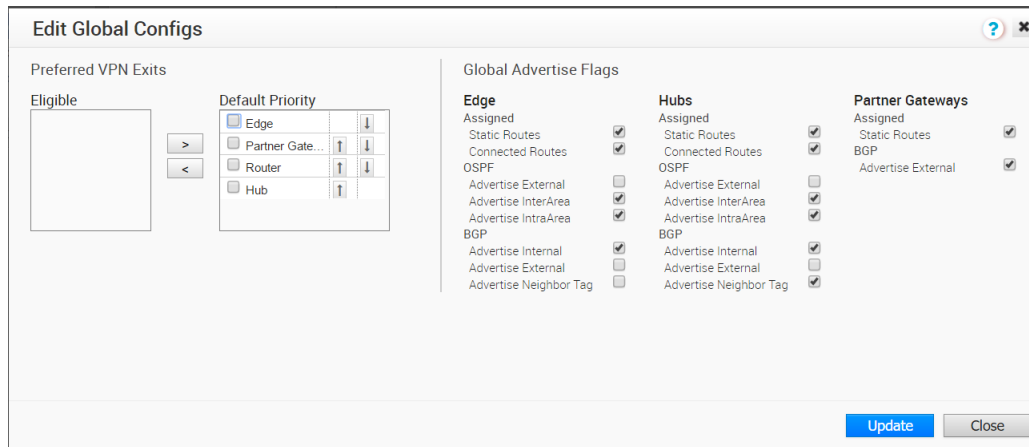 Edit Global Configs
?
Preferred VPN Exits
Eligible
>
<
Default Priority
Edge
Partner Gate...
Router
Hub
Global Advertise Flags
Edge
Assigned
Static Routes
Connected Routes
OSPF
Advertise External
Advertise InterArea
Advertise IntraArea
BGP
Advertise Internal
Advertise External
Advertise Neighbor Tag
Hubs
Assigned
Static Routes
Connected Routes
OSPF
Advertise External
Advertise InterArea
Advertise IntraArea
BGP
Advertise Internal
Advertise External
Advertise Neighbor Tag
Partner Gateways
Assigned
Static Routes
BGP
Advertise External
Update
Close